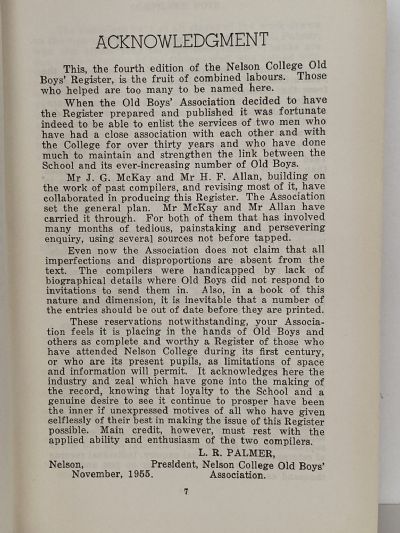 ACKNOWLEDGMENT
This, the fourth edition of the Nelson College Old
Boys' Register, is the fruit of combined labours. Those
who helped are too many to be named here.
When the Old Boys' Association decided to have
the Register prepared and published it was fortunate
indeed to be able to enlist the services of two men who
have had a close association with each other and with
the College for over thirty years and who have done
much to maintain and strengthen the link between the
School and its ever-increasing number of Old Boys.
Mr J. G. McKay and Mr H. F. Allan, building on
the work of past compilers, and revising most of it, have
collaborated in producing this Register. The Association
set the general plan. Mr McKay and Mr Allan have
carried it through. For both of them that has involved
many months of tedious, painstaking and persevering
enquiry, using several sources not before tapped.
Even now the Association does not claim that all
imperfections and disproportions are absent from the
text. The compilers were handicapped by lack of
biographical details where Old Boys did not respond to
invitations to send them in. Also, in a book of this
nature and dimension, it is inevitable that a number of
the entries should be out of date before they are printed.
These reservations notwithstanding, your Associa-
tion feels it is placing in the hands of Old Boys and
others as complete and worthy a Register of those who
have attended Nelson College during its first century,
or who are its present pupils, as limitations of space
and information will permit. It acknowledges here the
industry and zeal which have gone into the making of
the record, knowing that loyalty to the School and a
genuine desire to see it continue to prosper have been
the inner if unexpressed motives of all who have given
selflessly of their best in making the issue of this Register
possible. Main credit, however, must rest with the
applied ability and enthusiasm of the two compilers.
L. R. PALMER,
Nelson, President, Nelson College Old Boys'
November, 1955. Association.
7